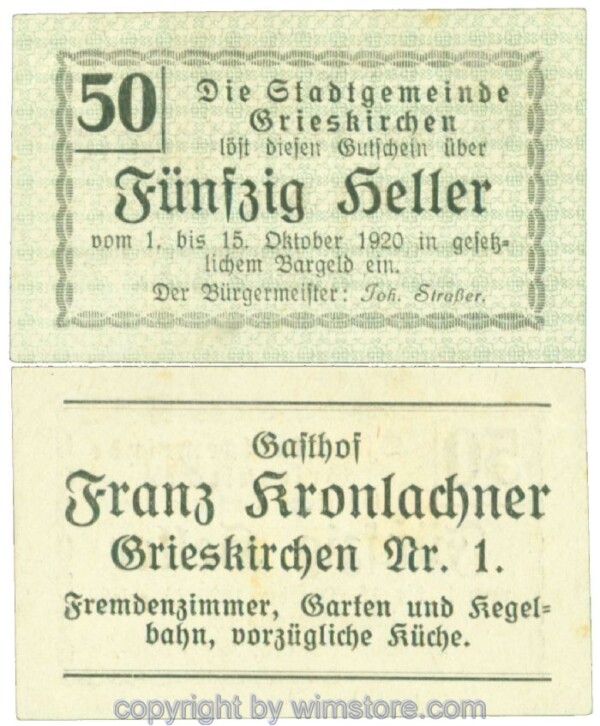 50
Die Stadtgemeinde
Grieskirchen
löst diesen Gutschein über
Fünfzig Heller
vom 1. bis 15. Oktober 1920 in gesetz-
lichem Bargeld ein.
Der Bürgermeister: Joh. Straßer.
Gasthof
Franz Kronlachner
Grieskirchen Nr. 1.
Fremdenzimmer, Garten und Kegel-
bahn, vorzügliche Küche.
copyright by wimstore.com